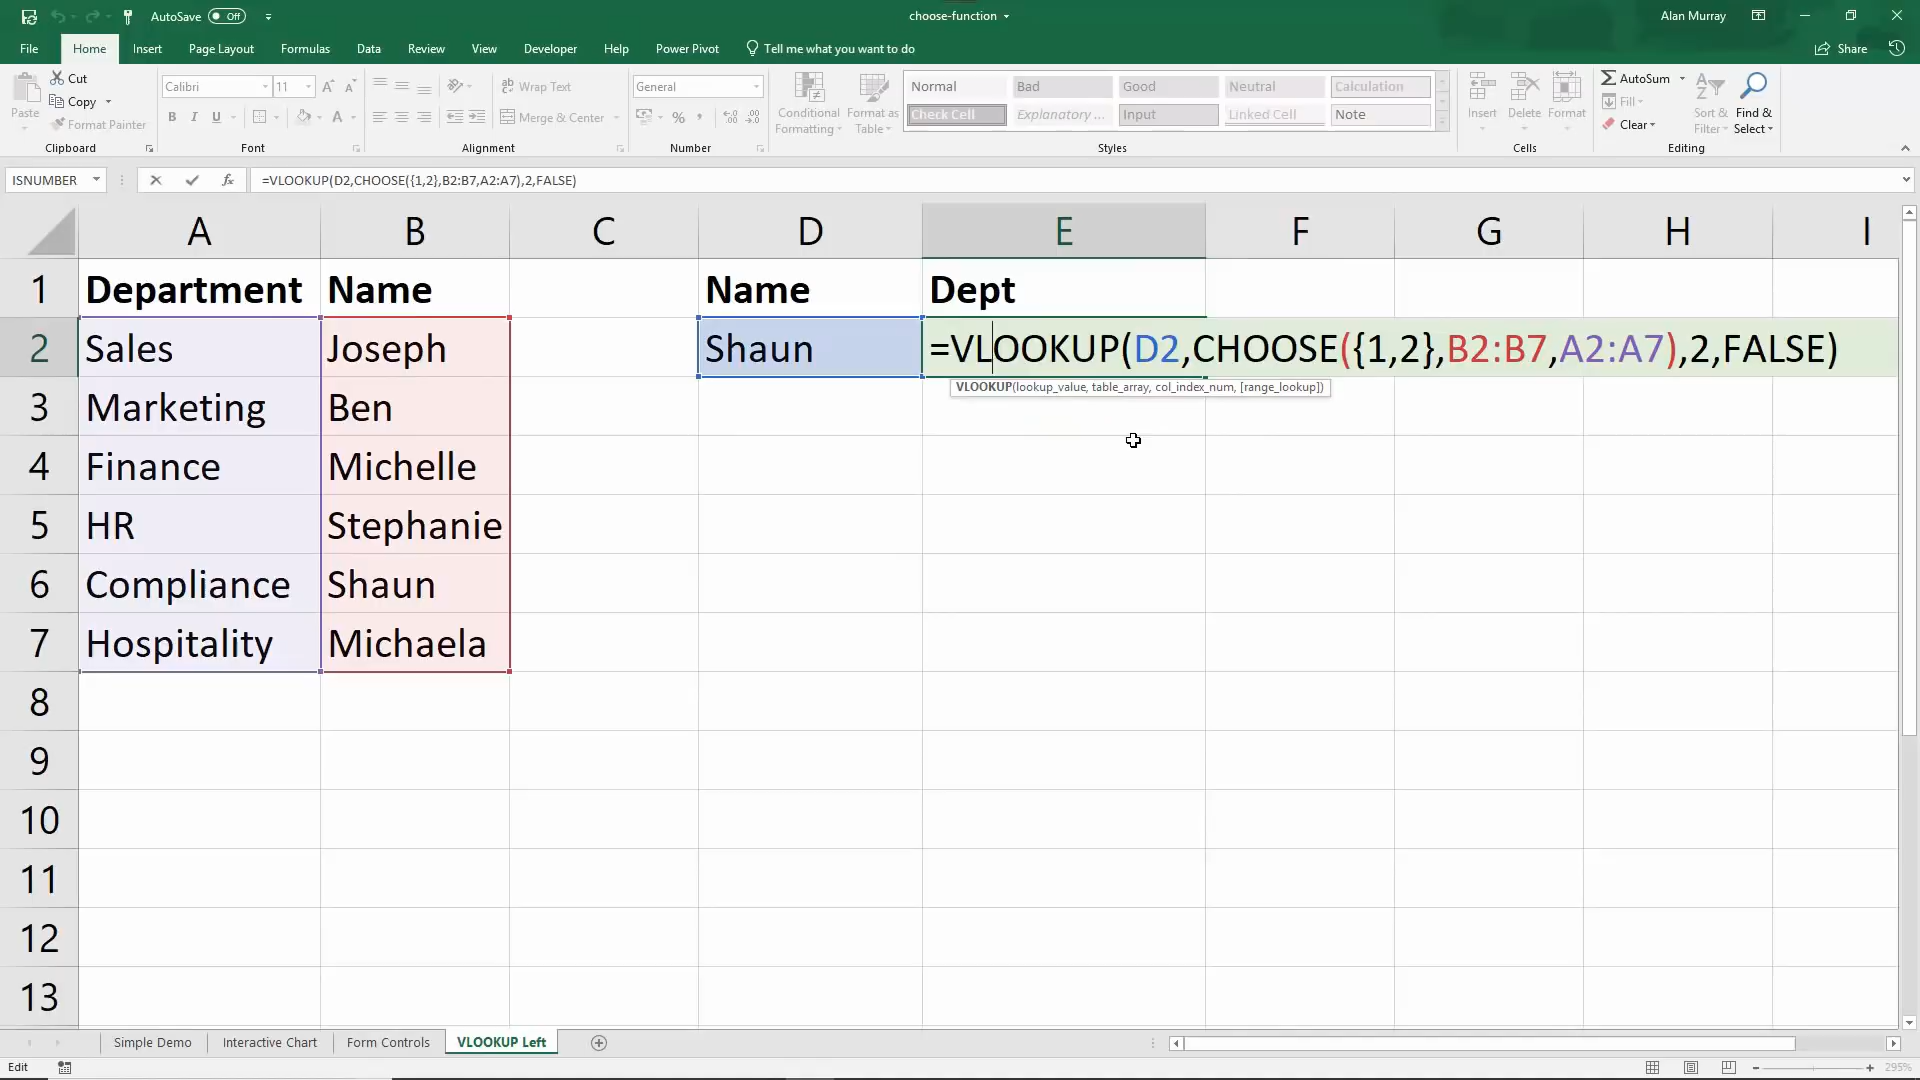 AutoSave Off choose-function Alan Murray
File Home Insert Page Layout Formulas Data Review View Developer Help Power Pivot Tell me what you want to do Share
Cut
Copy
Format Painter
Paste
Clipboard
Calibri 11
B I U
Font
Wrap Text
Merge & Center
Alignment
General
Number
Conditional Formatting
Format as Table
Normal Bad Good Neutral Calculation
Check Cell Explanatory ... Input Linked Cell Note
Styles
Insert Delete Format
Cells
AutoSum
Fill
Clear
Sort & Filter
Find & Select
Editing
ISNUMBER fx =VLOOKUP(D2,CHOOSE({1,2},B2:B7,A2:A7),2,FALSE)
A B C D E F G H I
1 Department Name Name Dept
2 Sales Joseph Shaun =VLOOKUP(D2,CHOOSE({1,2},B2:B7,A2:A7),2,FALSE)
VLOOKUP(lookup_value, table_array, col_index_num, [range_lookup])
3 Marketing Ben
4 Finance Michelle
5 HR Stephanie
6 Compliance Shaun
7 Hospitality Michaela
8
9
10
11
12
13
Simple Demo Interactive Chart Form Controls VLOOKUP Left
Edit 295%